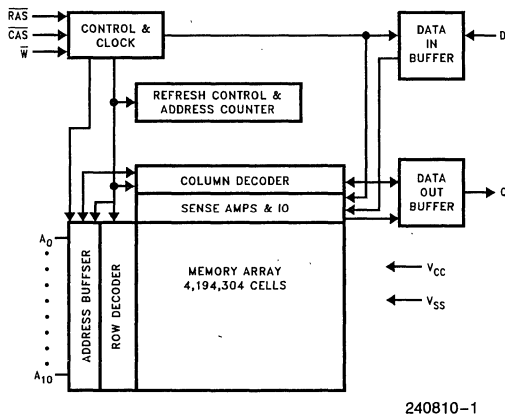 RAS
CAS
W
CONTROL &
CLOCK
DATA
IN
BUFFER
D
REFRESH CONTROL &
ADDRESS COUNTER
COLUMN DECODER
SENSE AMPS & IO
DATA
OUT
BUFFER
Q
A0
A10
ADDRESS BUFFSER
ROW DECODER
MEMORY ARRAY
4,194,304 CELLS
VCC
VSS
240810-1